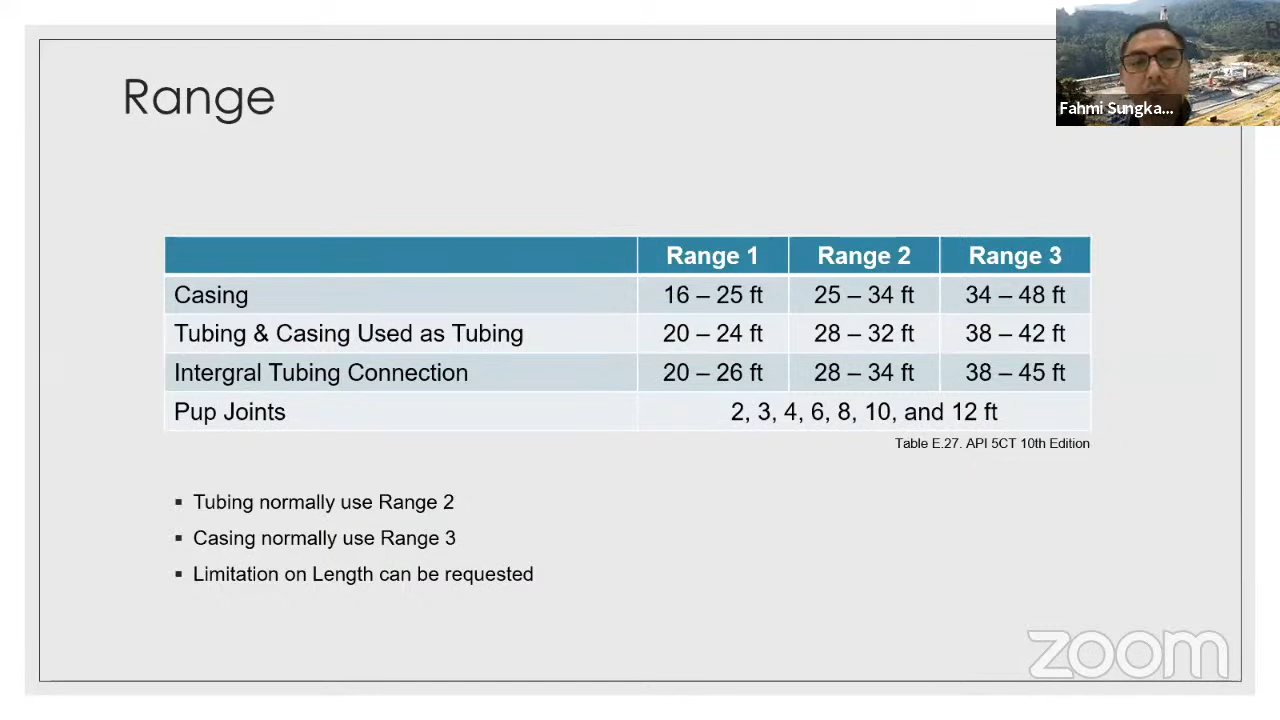 Range
Fahmi Sungka...
Range 1 Range 2 Range 3
Casing 16 – 25 ft 25 – 34 ft 34 – 48 ft
Tubing & Casing Used as Tubing 20 – 24 ft 28 – 32 ft 38 – 42 ft
Intergral Tubing Connection 20 – 26 ft 28 – 34 ft 38 – 45 ft
Pup Joints 2, 3, 4, 6, 8, 10, and 12 ft
Table E.27. API 5CT 10th Edition
▪ Tubing normally use Range 2
▪ Casing normally use Range 3
▪ Limitation on Length can be requested
zoom